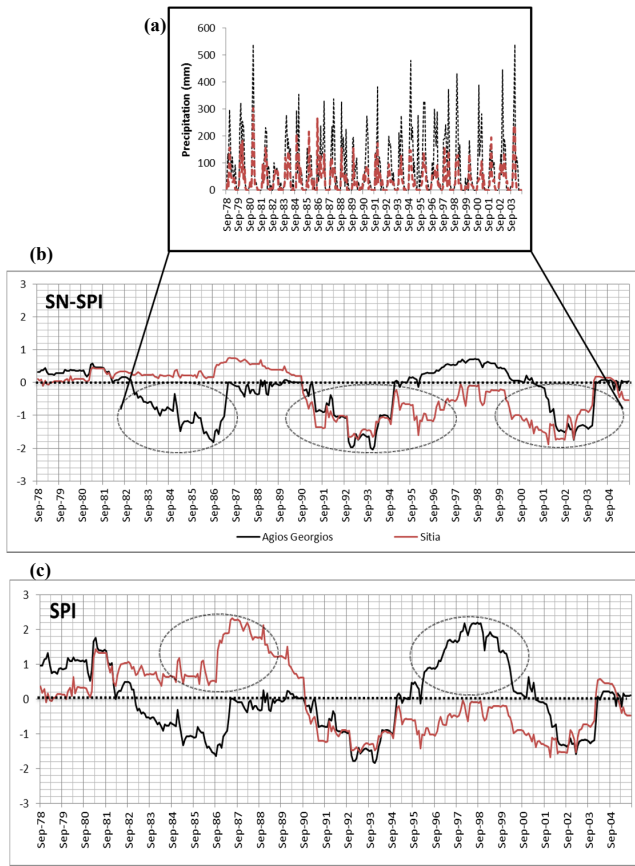 (a)
Precipitation (mm)
600
500
400
300
200
100
0
Sep-78
Sep-79
Sep-80
Sep-81
Sep-82
Sep-83
Sep-84
Sep-85
Sep-86
Sep-87
Sep-88
Sep-89
Sep-90
Sep-91
Sep-92
Sep-93
Sep-94
Sep-95
Sep-96
Sep-97
Sep-98
Sep-99
Sep-00
Sep-01
Sep-02
Sep-03
(b)
SN-SPI
3
2
1
0
-1
-2
-3
Sep-78
Sep-79
Sep-80
Sep-81
Sep-82
Sep-83
Sep-84
Sep-85
Sep-86
Sep-87
Sep-88
Sep-89
Sep-90
Sep-91
Sep-92
Sep-93
Sep-94
Sep-95
Sep-96
Sep-97
Sep-98
Sep-99
Sep-00
Sep-01
Sep-02
Sep-03
Sep-04
Agios Georgios
Sitia
(c)
SPI
3
2
1
0
-1
-2
-3
Sep-78
Sep-79
Sep-80
Sep-81
Sep-82
Sep-83
Sep-84
Sep-85
Sep-86
Sep-87
Sep-88
Sep-89
Sep-90
Sep-91
Sep-92
Sep-93
Sep-94
Sep-95
Sep-96
Sep-97
Sep-98
Sep-99
Sep-00
Sep-01
Sep-02
Sep-03
Sep-04